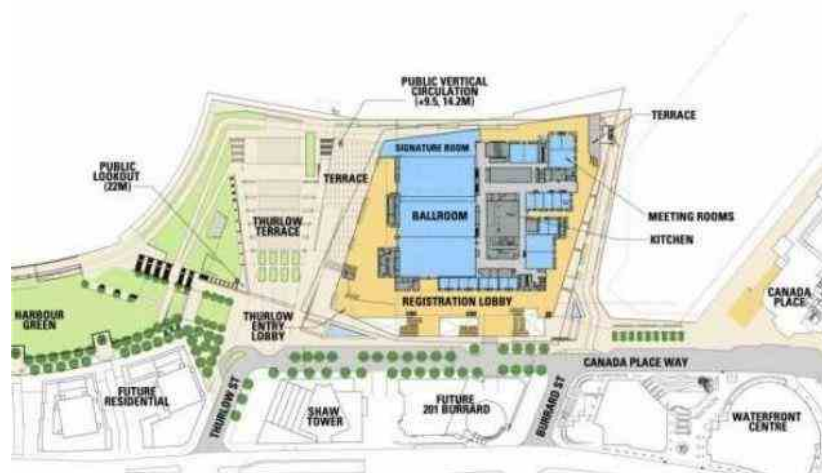 PUBLIC VERTICAL
CIRCULATION
(+9.5, 14.2M)
TERRACE
SIGNATURE ROOM
PUBLIC
LOOKOUT
(22M)
TERRACE
THURLOW
TERRACE
BALLROOM
MEETING ROOMS
KITCHEN
HARBOUR
GREEN
THURLOW
ENTRY
LOBBY
REGISTRATION LOBBY
CANADA
PLACE
CANADA PLACE WAY
FUTURE
RESIDENTIAL
THURLOW ST
SHAW
TOWER
FUTURE
201 BURRARD
BURRARD ST
WATERFRONT
CENTRE